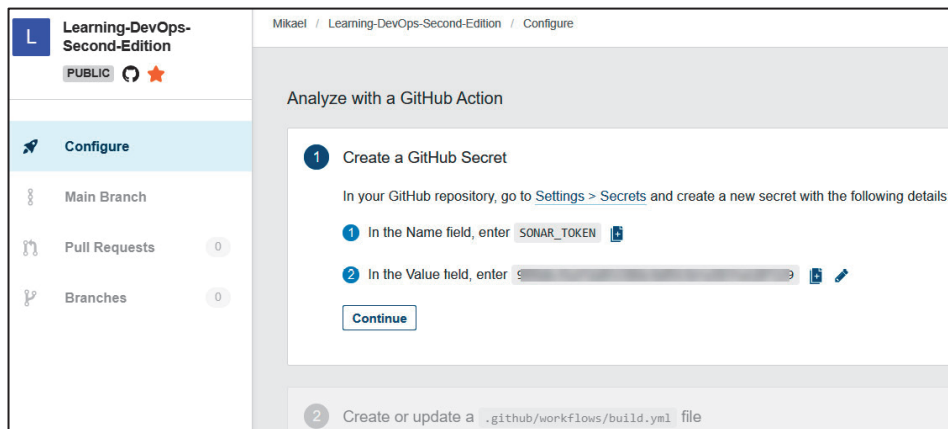 L
Learning-DevOps-
Second-Edition
PUBLIC
Configure
Main Branch
Pull Requests 0
Branches 0
Mikael / Learning-DevOps-Second-Edition / Configure
Analyze with a GitHub Action
1 Create a GitHub Secret
In your GitHub repository, go to Settings > Secrets and create a new secret with the following details
1 In the Name field, enter SONAR_TOKEN
2 In the Value field, enter
Continue
2 Create or update a .github/workflows/build.yml file